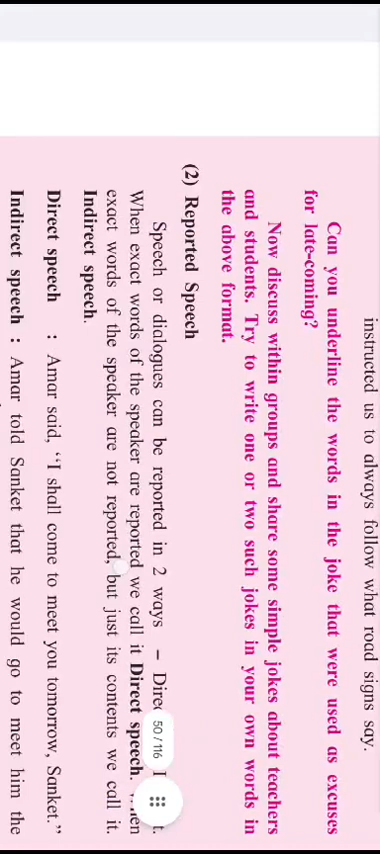 instructed us to always follow what road signs say.
Can you underline the words in the joke that were used as excuses
for late-coming?
Now discuss within groups and share some simple jokes about teachers
and students. Try to write one or two such jokes in your own words in
the above format.
(2) Reported Speech
Speech or dialogues can be reported in 2 ways –
When exact words of the speaker are reported we call it Direct speech.
exact words of the speaker are not reported, but just its contents we call it.
Indirect speech.
Direct speech : Amar said, “I shall come to meet you tomorrow, Sanket.”
Indirect speech : Amar told Sanket that he would go to meet him the
50 / 116